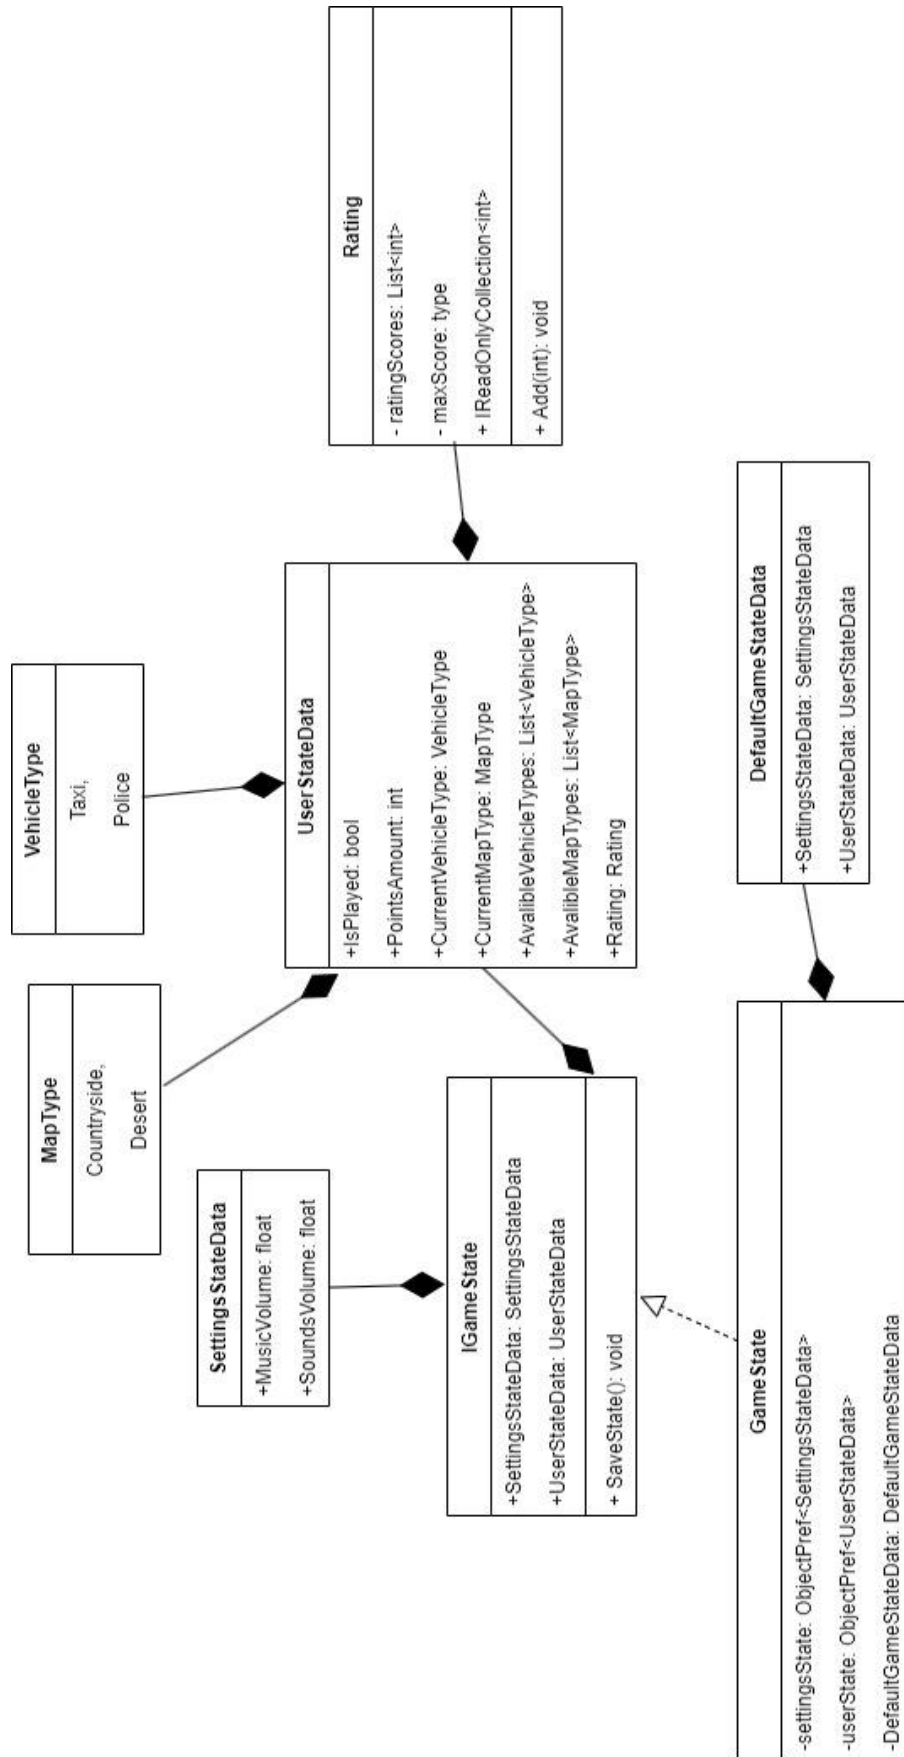 MapType
Countryside,
Desert
VehicleType
Taxi,
Police
SettingsStateData
+MusicVolume: float
+SoundsVolume: float
UserStateData
+IsPlayed: bool
+PointsAmount: int
+CurrentVehicleType: VehicleType
+CurrentMapType: MapType
+AvalibleVehicleTypes: List<VehicleType>
+AvalibleMapTypes: List<MapType>
+Rating: Rating
Rating
- ratingScores: List<int>
- maxScore: type
+ IReadOnlyCollection<int>
+ Add(int): void
IGameState
+SettingsStateData: SettingsStateData
+UserStateData: UserStateData
+ SaveState(): void
GameState
-settingsState: ObjectPref<SettingsStateData>
-userState: ObjectPref<UserStateData>
-DefaultGameStateData: DefaultGameStateData
DefaultGameStateData
+SettingsStateData: SettingsStateData
+UserStateData: UserStateData